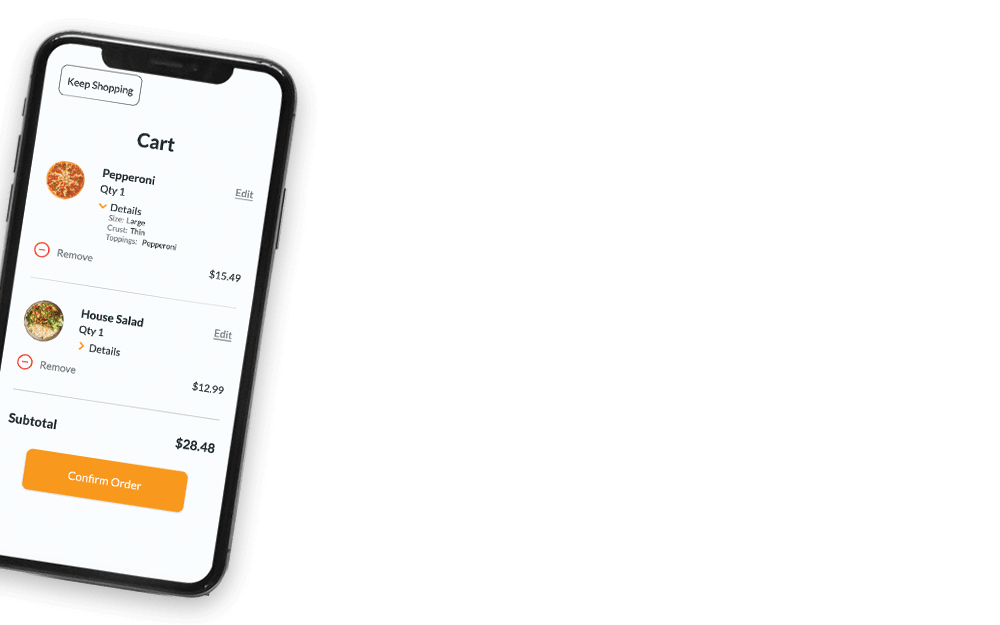 Keep Shopping
Cart
Pepperoni
Qty 1
Edit
Details
Size: Large
Crust: Thin
Toppings: Pepperoni
Remove
$15.49
House Salad
Qty 1
Edit
Details
Remove
$12.99
Subtotal
$28.48
Confirm Order